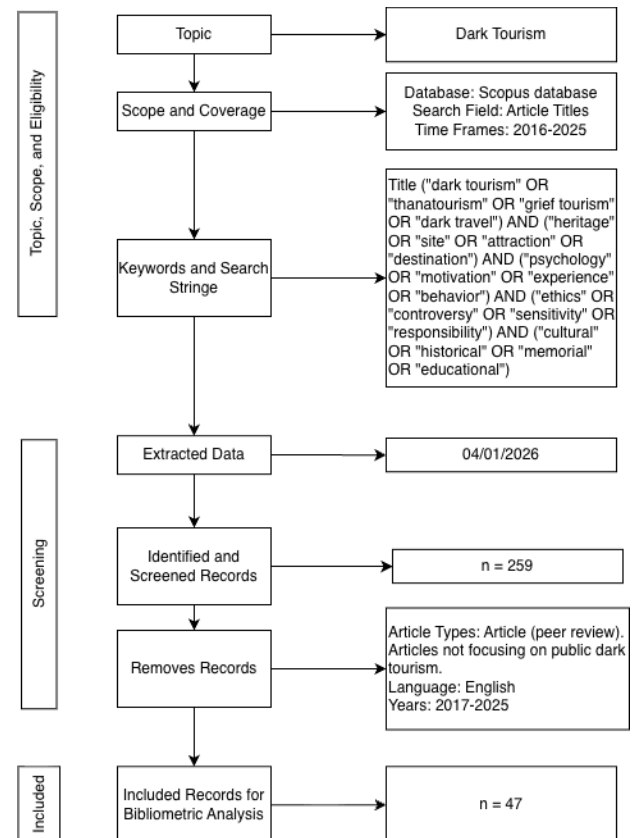 Topic, Scope, and Eligibility
Topic
Dark Tourism
Scope and Coverage
Database: Scopus database
Search Field: Article Titles
Time Frames: 2016-2025
Keywords and Search
Stringe
Title ("dark tourism" OR
"thanatourism" OR "grief tourism"
OR "dark travel") AND ("heritage"
OR "site" OR "attraction" OR
"destination") AND ("psychology"
OR "motivation" OR "experience"
OR "behavior") AND ("ethics" OR
"controversy" OR "sensitivity" OR
"responsibility") AND ("cultural"
OR "historical" OR "memorial"
OR "educational")
Screening
Extracted Data
04/01/2026
Identified and
Screened Records
n = 259
Removes Records
Article Types: Article (peer review).
Articles not focusing on public dark
tourism.
Language: English
Years: 2017-2025
Included
Included Records for
Bibliometric Analysis
n = 47